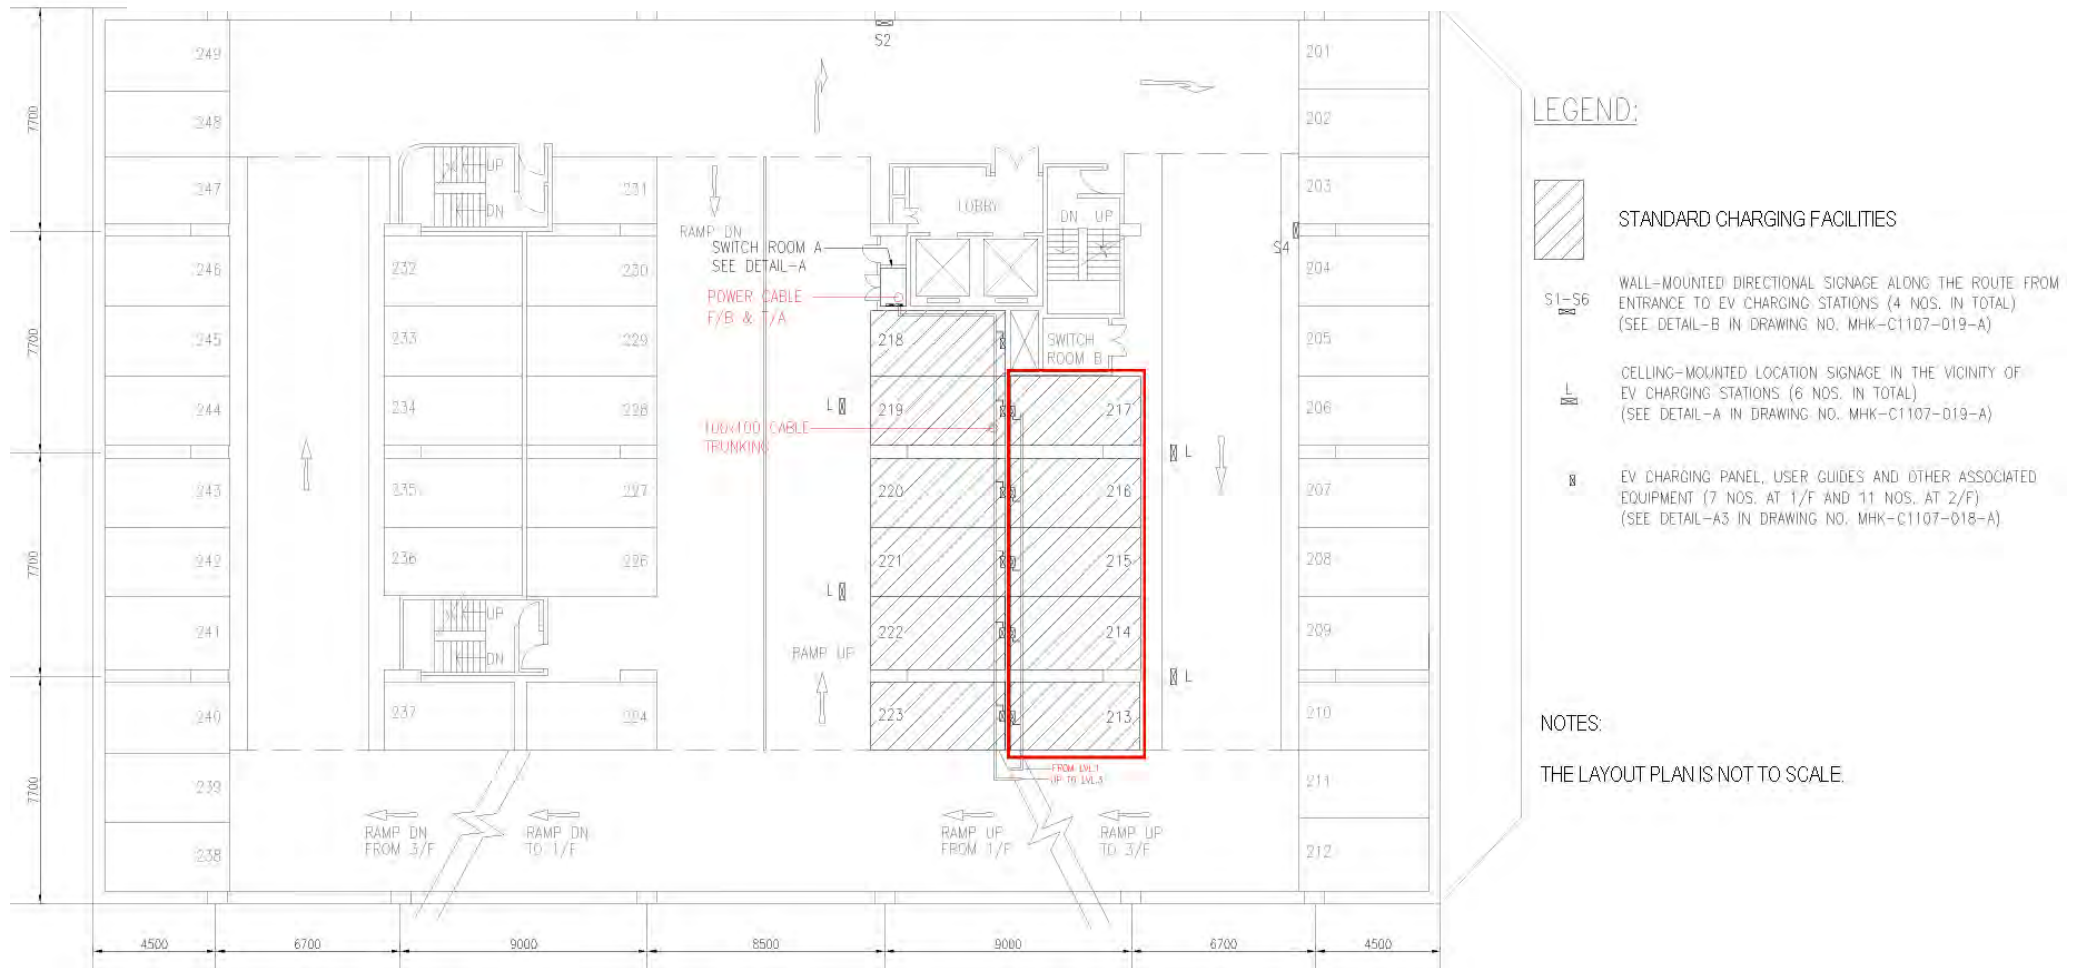 S2
249
201
248
202
7700
LEGEND:
UP
247
231
203
DN
LOBBY
DN UP
RAMP DN
STANDARD CHARGING FACILITIES
SWITCH ROOM A
SEE DETAIL-A
S4
246
232
230
204
POWER CABLE
F/B & T/A
S1-S6
WALL-MOUNTED DIRECTIONAL SIGNAGE ALONG THE ROUTE FROM
ENTRANCE TO EV CHARGING STATIONS (4 NOS. IN TOTAL)
(SEE DETAIL-B IN DRAWING NO. MHK-C1107-019-A)
7700
245
233
229
218
SWITCH
ROOM B
205
L
CELLING-MOUNTED LOCATION SIGNAGE IN THE VICINITY OF
EV CHARGING STATIONS (6 NOS. IN TOTAL)
(SEE DETAIL-A IN DRAWING NO. MHK-C1107-019-A)
244
234
228
L
219
217
206
100x100 CABLE
TRUNKING
L
243
235
227
220
216
207
EV CHARGING PANEL, USER GUIDES AND OTHER ASSOCIATED
EQUIPMENT (7 NOS. AT 1/F AND 11 NOS. AT 2/F)
(SEE DETAIL-A3 IN DRAWING NO. MHK-C1107-018-A)
7700
242
236
226
221
215
208
L
UP
241
222
214
209
DN
RAMP UP
L
240
237
224
223
213
210
NOTES:
THE LAYOUT PLAN IS NOT TO SCALE.
FROM LVL.1
UP TO LVL.3
7700
239
211
RAMP DN
FROM 3/F
RAMP DN
TO 1/F
RAMP UP
FROM 1/F
RAMP UP
TO 3/F
238
212
4500
6700
9000
8500
9000
6700
4500